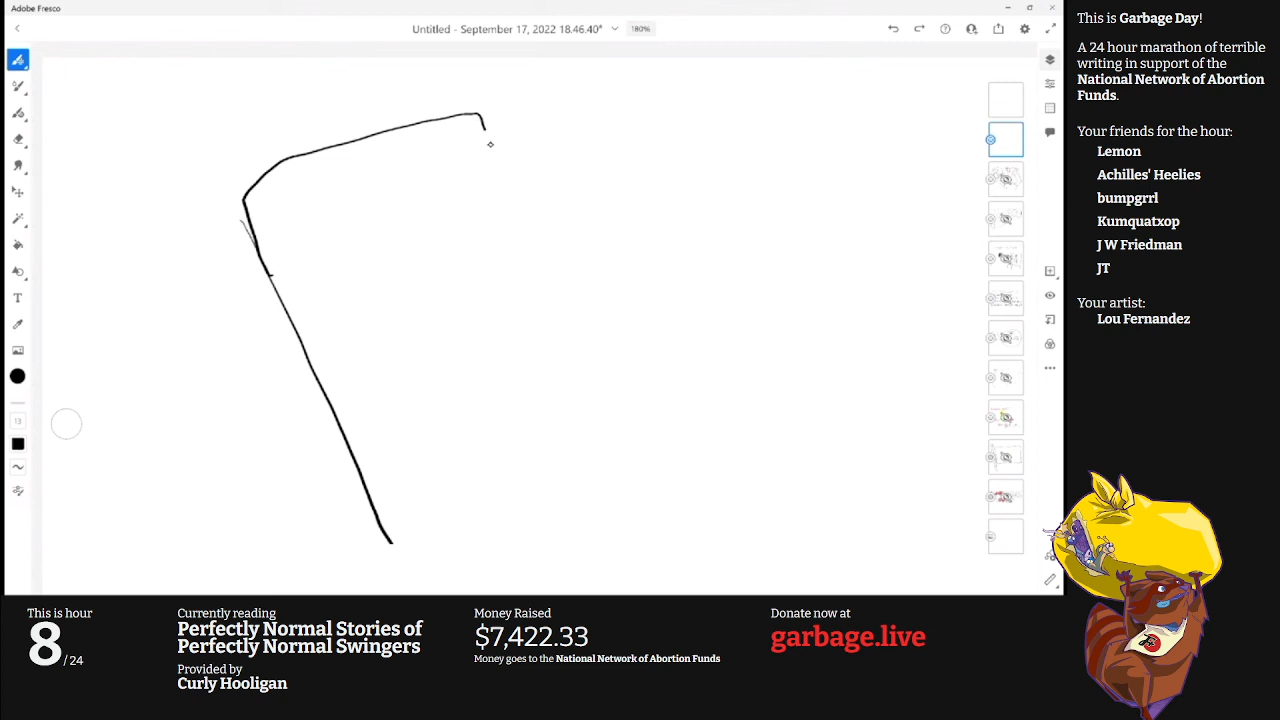 Adobe Fresco
Untitled - September 17, 2022 18.46.40*
180%
13
This is Garbage Day!
A 24 hour marathon of terrible
writing in support of the
National Network of Abortion
Funds.
Your friends for the hour:
Lemon
Achilles' Heelies
bumpgrrl
Kumquatxop
J W Friedman
JT
Your artist:
Lou Fernandez
This is hour
8 / 24
Currently reading
Perfectly Normal Stories of
Perfectly Normal Swingers
Provided by
Curly Hooligan
Money Raised
$7,422.33
Money goes to the National Network of Abortion Funds
Donate now at
garbage.live